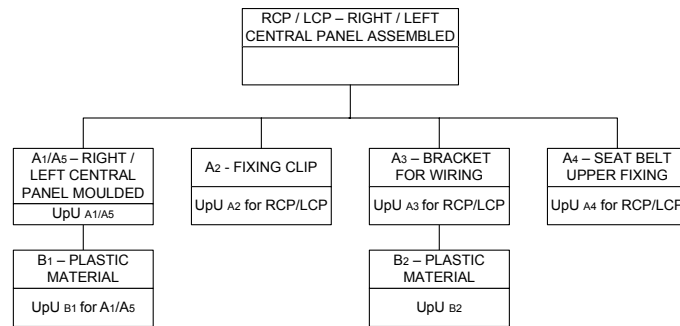 RCP / LCP – RIGHT / LEFT
CENTRAL PANEL ASSEMBLED
A1/A5 – RIGHT /
LEFT CENTRAL
PANEL MOULDED
UpU A1/A5
A2 - FIXING CLIP
UpU A2 for RCP/LCP
A3 – BRACKET
FOR WIRING
UpU A3 for RCP/LCP
A4 – SEAT BELT
UPPER FIXING
UpU A4 for RCP/LCP
B1 – PLASTIC
MATERIAL
UpU B1 for A1/A5
B2 – PLASTIC
MATERIAL
UpU B2